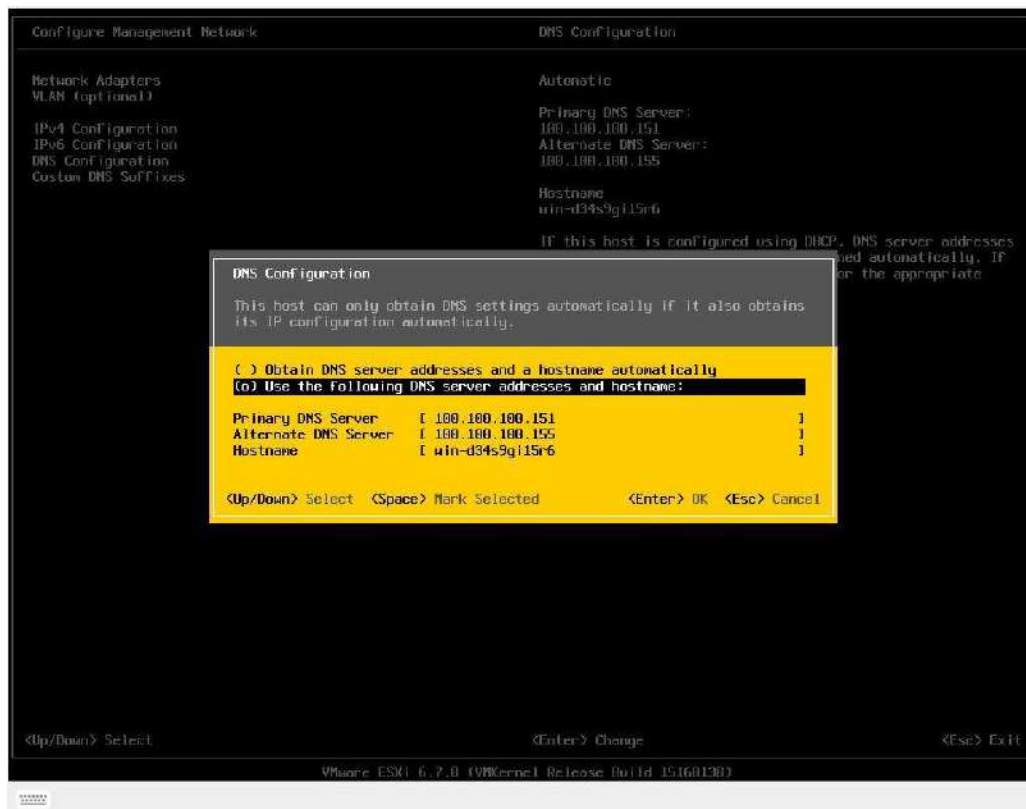 Configure Management Network
DNS Configuration
Network Adapters
VLAN (optional)
IPv4 Configuration
IPv6 Configuration
DNS Configuration
Custom DNS Suffixes
Automatic
Primary DNS Server:
100.100.100.151
Alternate DNS Server:
100.100.100.155
Hostname
win-d34s9gi15r6
If this host is configured using DHCP, DNS server addresses
ned automatically. If
or the appropriate
DNS Configuration
This host can only obtain DNS settings automatically if it also obtains
its IP configuration automatically.
( ) Obtain DNS server addresses and a hostname automatically
(o) Use the following DNS server addresses and hostname:
Primary DNS Server [ 100.100.100.151 ]
Alternate DNS Server [ 100.100.100.155 ]
Hostname [ win-d34s9gi15r6 ]
<Up/Down> Select <Space> Mark Selected <Enter> OK <Esc> Cancel
<Up/Down> Select <Enter> Change <Esc> Exit
VMware ESXi 6.7.0 (VMKernel Release Build 15160138)